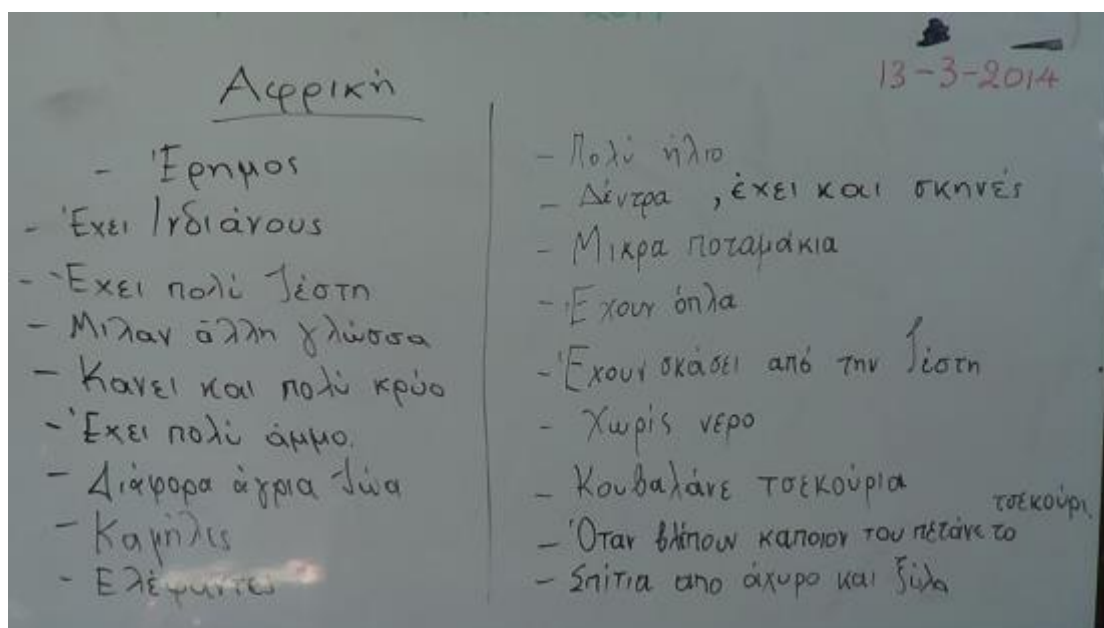 13-3-2014
Αφρική
- Έρημος
- Έχει Ινδιάνους
- Έχει πολύ ζέστη
- Μιλαν άλλη γλώσσα
- Κανει και πολύ κρύο
- Έχει πολύ άμμο.
- Διάφορα άγρια ζώα
- Καμήλες
- Ελέφαντες
- Πολύ ήλιο
- Δέντρα , έχει και σκηνές
- Μικρα ποταμάκια
- Έχουν όπλα
- Έχουν σκάσει από την ζέστη
- Χωρίς νερο
- Κουβαλάνε τσεκούρια
- Όταν βλέπουν καποιον του πετάνε το τσεκούρι
- Σπίτια απο άχυρο και ξύλα